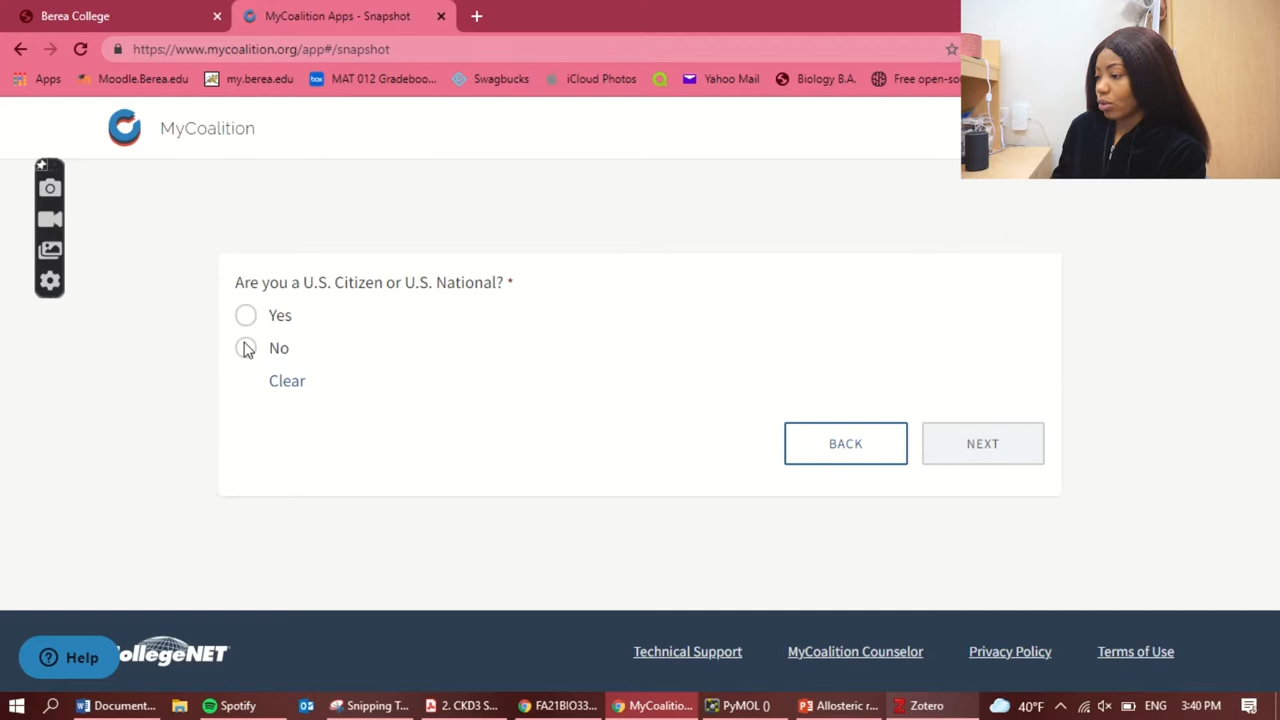 Berea College
MyCoalition Apps - Snapshot
https://www.mycoalition.org/app#/snapshot
Apps
Moodle.Berea.edu
my.berea.edu
box
MAT 012 Gradeboo...
Swagbucks
iCloud Photos
Yahoo Mail
Biology B.A.
Free open-so
MyCoalition
Are you a U.S. Citizen or U.S. National? *
Yes
No
Clear
BACK
NEXT
Help
ollegeNET
Technical Support
MyCoalition Counselor
Privacy Policy
Terms of Use
Document...
Spotify
Snipping T...
2. CKD3 S...
FA21BIO33...
MyCoalitio...
PyMOL ()
Allosteric r...
Zotero
40°F
ENG
3:40 PM